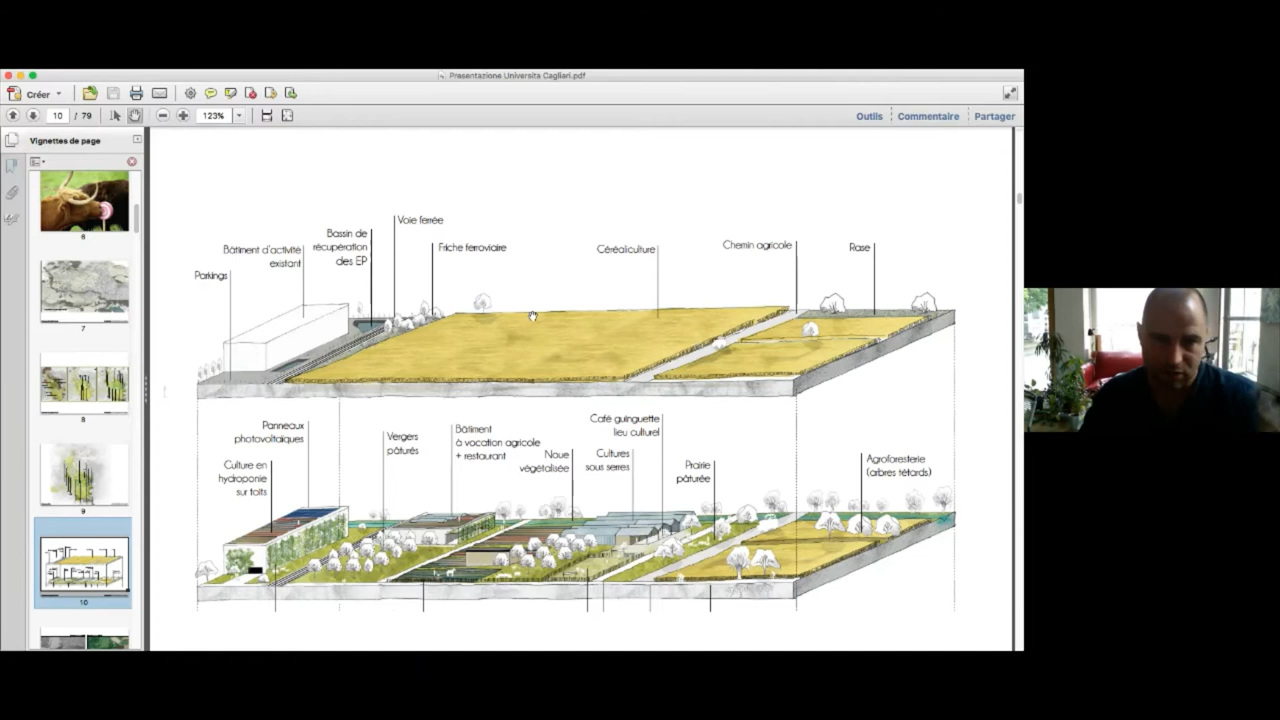 Presentazione Universita Cagliari.pdf
Créer
10 / 79
123%
Outils
Commentaire
Partager
Vignettes de page
6
7
8
9
10
Voie ferrée
Bassin de
récupération
des EP
Bâtiment d'activité
existant
Parkings
Friche ferroviaire
Céréaliculture
Chemin agricole
Rase
Panneaux
photovoltaïques
Culture en
hydroponie
sur toits
Vergers
pâturés
Bâtiment
à vocation agricole
+ restaurant
Noue
végétalisée
Café guinguette
lieu culturel
Cultures
sous serres
Prairie
pâturée
Agroforesterie
(arbres têtards)